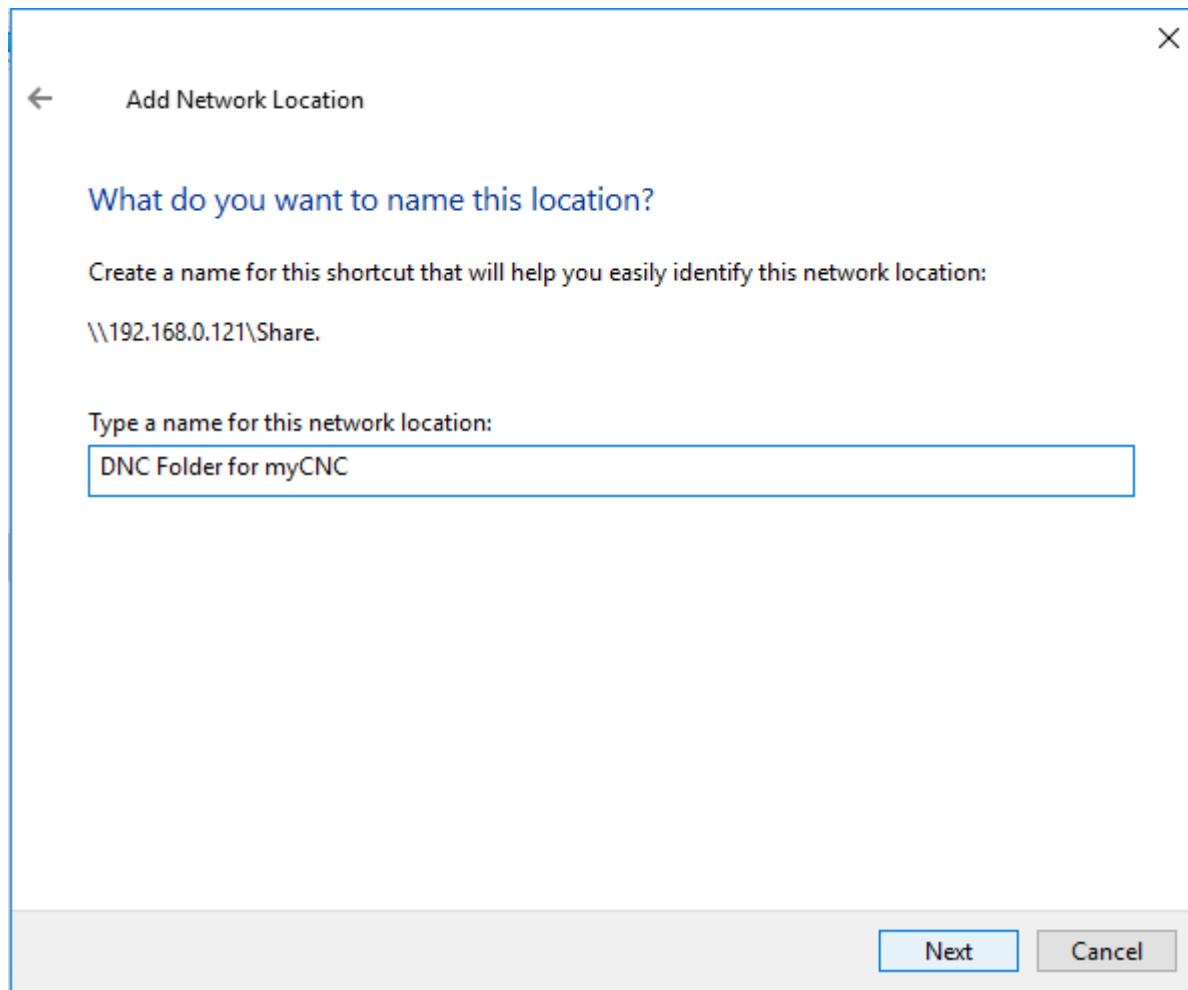 Add Network Location
What do you want to name this location?
Create a name for this shortcut that will help you easily identify this network location:
\\192.168.0.121\Share.
Type a name for this network location:
DNC Folder for myCNC
Next
Cancel